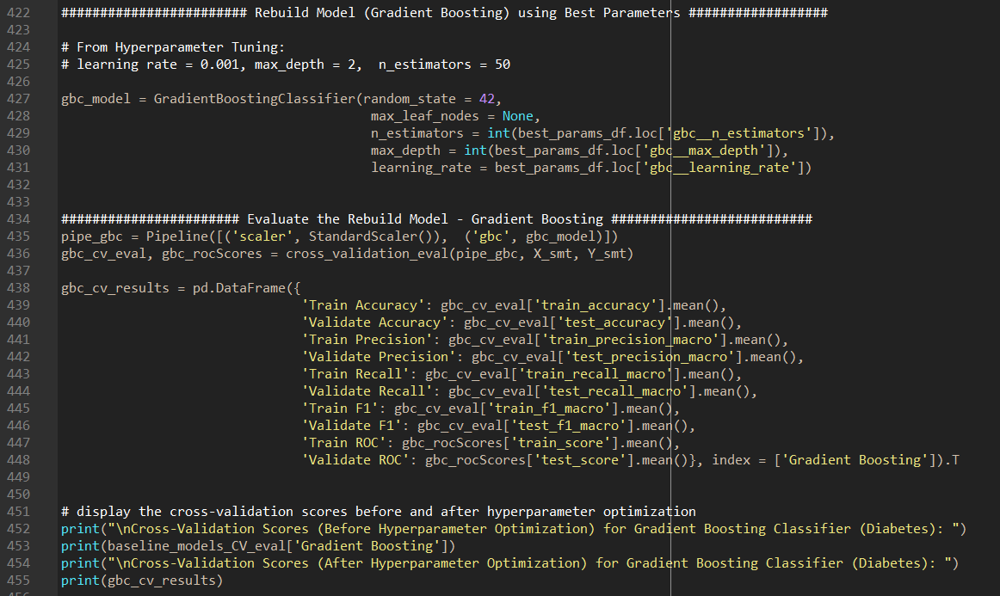 422 ######################## Rebuild Model (Gradient Boosting) using Best Parameters ##################
423
424 # From Hyperparameter Tuning:
425 # learning rate = 0.001, max_depth = 2,  n_estimators = 50
426
427 gbc_model = GradientBoostingClassifier(random_state = 42,
428                                         max_leaf_nodes = None,
429                                         n_estimators = int(best_params_df.loc['gbc__n_estimators']),
430                                         max_depth = int(best_params_df.loc['gbc__max_depth']),
431                                         learning_rate = best_params_df.loc['gbc__learning_rate'])
432
433
434 ####################### Evaluate the Rebuild Model - Gradient Boosting ##########################
435 pipe_gbc = Pipeline([('scaler', StandardScaler()),  ('gbc', gbc_model)])
436 gbc_cv_eval, gbc_rocScores = cross_validation_eval(pipe_gbc, X_smt, Y_smt)
437
438 gbc_cv_results = pd.DataFrame({
439                                'Train Accuracy': gbc_cv_eval['train_accuracy'].mean(),
440                                'Validate Accuracy': gbc_cv_eval['test_accuracy'].mean(),
441                                'Train Precision': gbc_cv_eval['train_precision_macro'].mean(),
442                                'Validate Precision': gbc_cv_eval['test_precision_macro'].mean(),
443                                'Train Recall': gbc_cv_eval['train_recall_macro'].mean(),
444                                'Validate Recall': gbc_cv_eval['test_recall_macro'].mean(),
445                                'Train F1': gbc_cv_eval['train_f1_macro'].mean(),
446                                'Validate F1': gbc_cv_eval['test_f1_macro'].mean(),
447                                'Train ROC': gbc_rocScores['train_score'].mean(),
448                                'Validate ROC': gbc_rocScores['test_score'].mean()}, index = ['Gradient Boosting']).T
449
450
451 # display the cross-validation scores before and after hyperparameter optimization
452 print("\nCross-Validation Scores (Before Hyperparameter Optimization) for Gradient Boosting Classifier (Diabetes): ")
453 print(baseline_models_CV_eval['Gradient Boosting'])
454 print("\nCross-Validation Scores (After Hyperparameter Optimization) for Gradient Boosting Classifier (Diabetes): ")
455 print(gbc_cv_results)